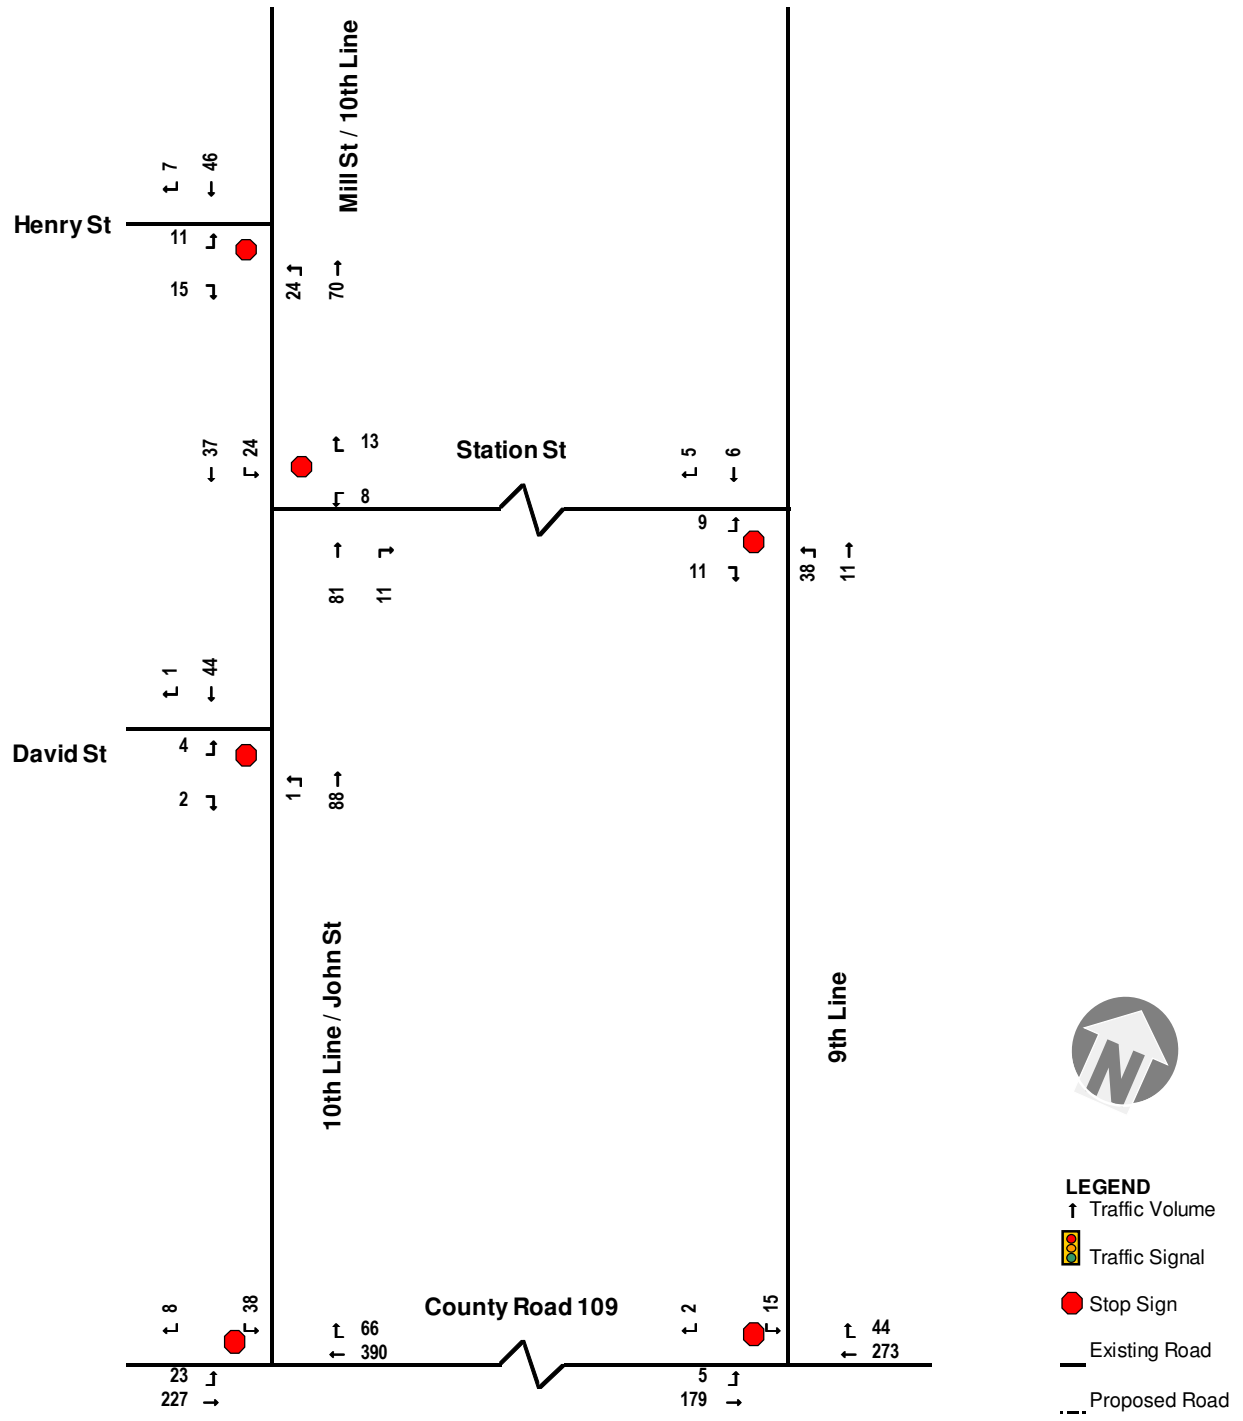 Mill St / 10th Line
7
46
Henry St
11
15
24
70
37
24
13
8
Station St
5
6
9
11
38
11
81
11
1
44
David St
4
2
1
88
10th Line / John St
9th Line
N
LEGEND
Traffic Volume
Traffic Signal
Stop Sign
Existing Road
Proposed Road
8
38
County Road 109
66
390
2
15
44
273
23
227
5
179